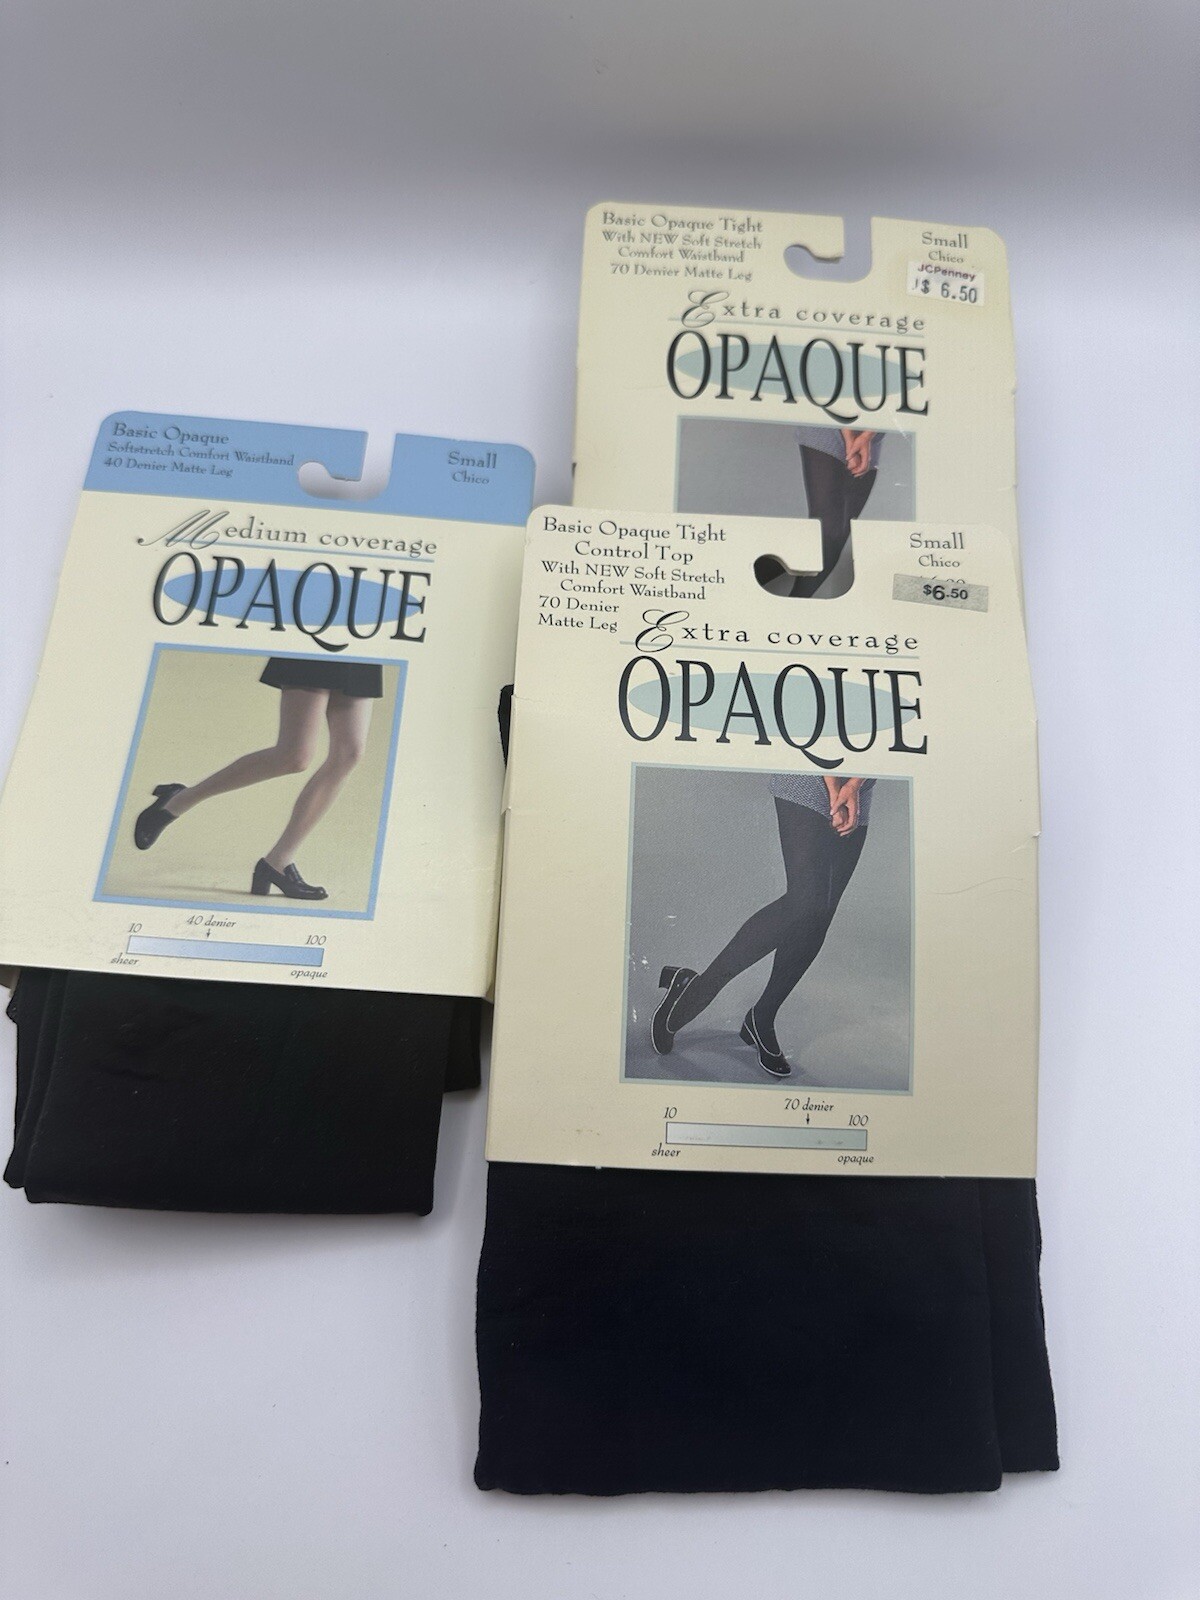 Basic Opaque Tight
With NEW Soft Stretch
Comfort Waistband
70 Denier Matte Leg
Small
Chico
JCPenney
$ 6.50
Extra coverage
OPAQUE
Basic Opaque
Softstretch Comfort Waistband
40 Denier Matte Leg
Small
Chico
Medium coverage
OPAQUE
40 denier
10
100
sheer
opaque
Basic Opaque Tight
Control Top
With NEW Soft Stretch
Comfort Waistband
70 Denier
Matte Leg
Small
Chico
$6.50
Extra coverage
OPAQUE
70 denier
10
100
sheer
opaque